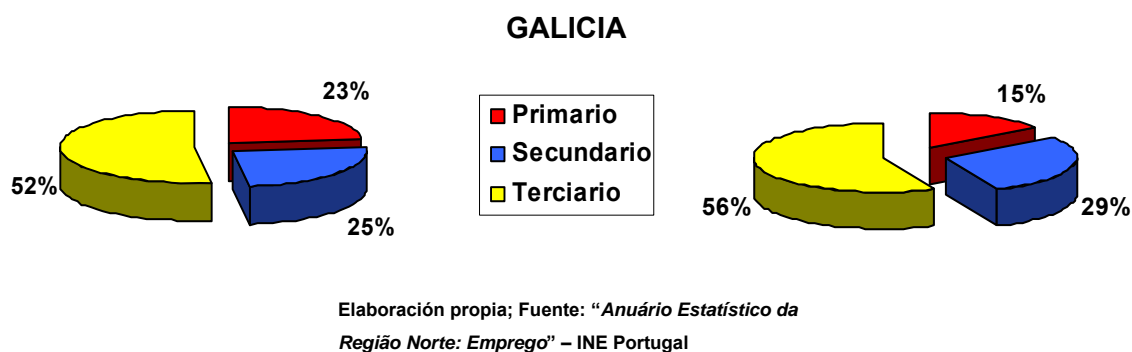 GALICIA
23%
52%
25%
Primario
Secundario
Terciario
15%
56%
29%
Elaboración propia; Fuente: “Anuário Estatístico da
Região Norte: Emprego” – INE Portugal